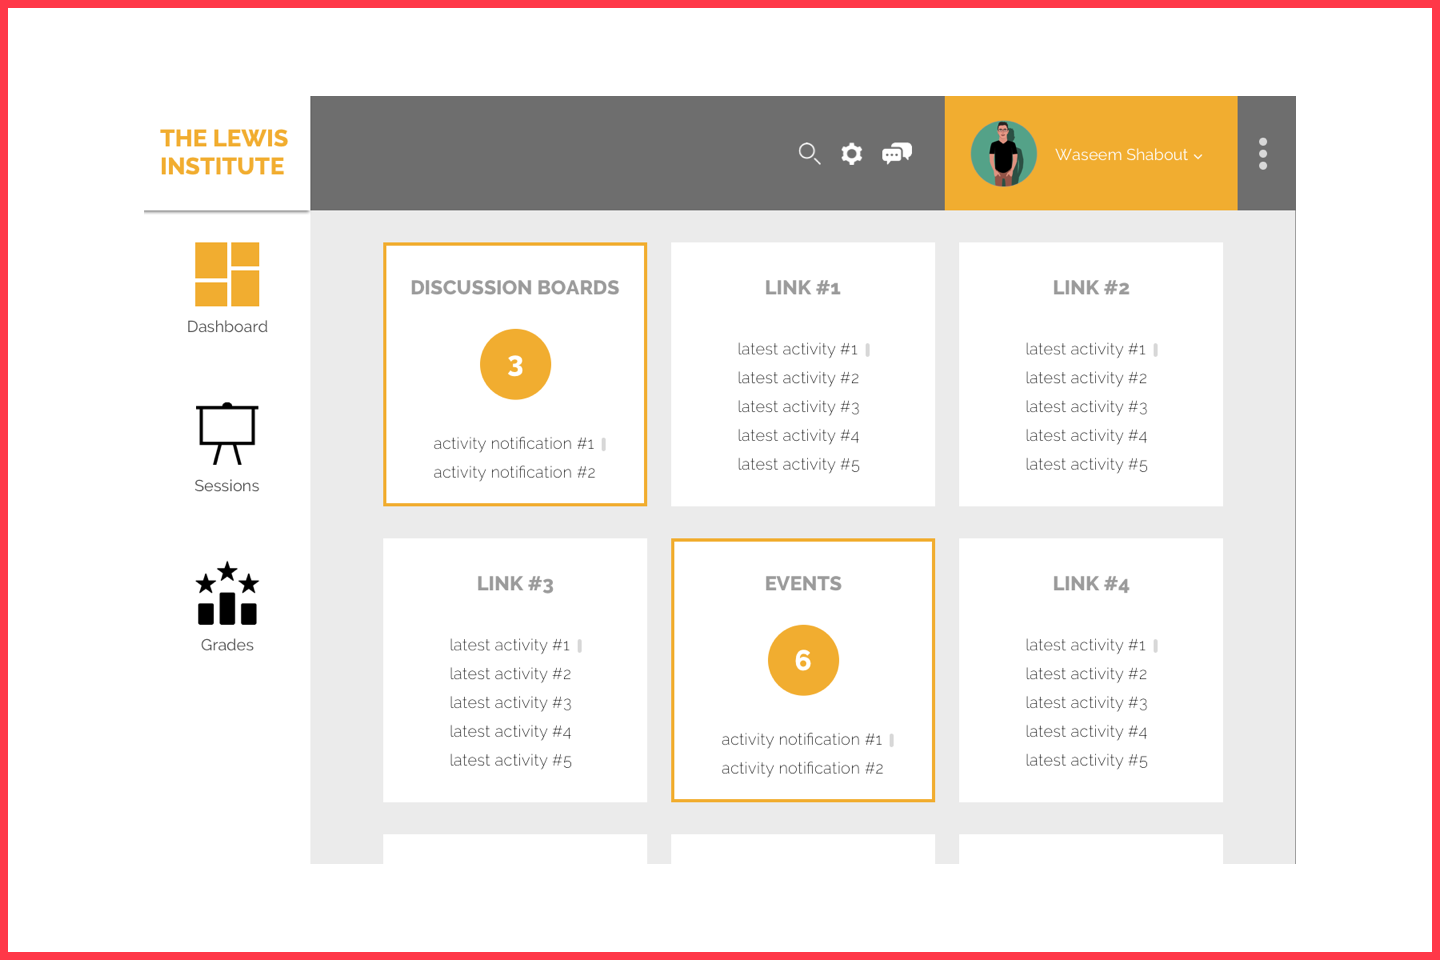 THE LEWIS
INSTITUTE
Waseem Shabout
Dashboard
Sessions
Grades
DISCUSSION BOARDS
3
activity notification #1
activity notification #2
LINK #1
latest activity #1
latest activity #2
latest activity #3
latest activity #4
latest activity #5
LINK #2
latest activity #1
latest activity #2
latest activity #3
latest activity #4
latest activity #5
LINK #3
latest activity #1
latest activity #2
latest activity #3
latest activity #4
latest activity #5
EVENTS
6
activity notification #1
activity notification #2
LINK #4
latest activity #1
latest activity #2
latest activity #3
latest activity #4
latest activity #5